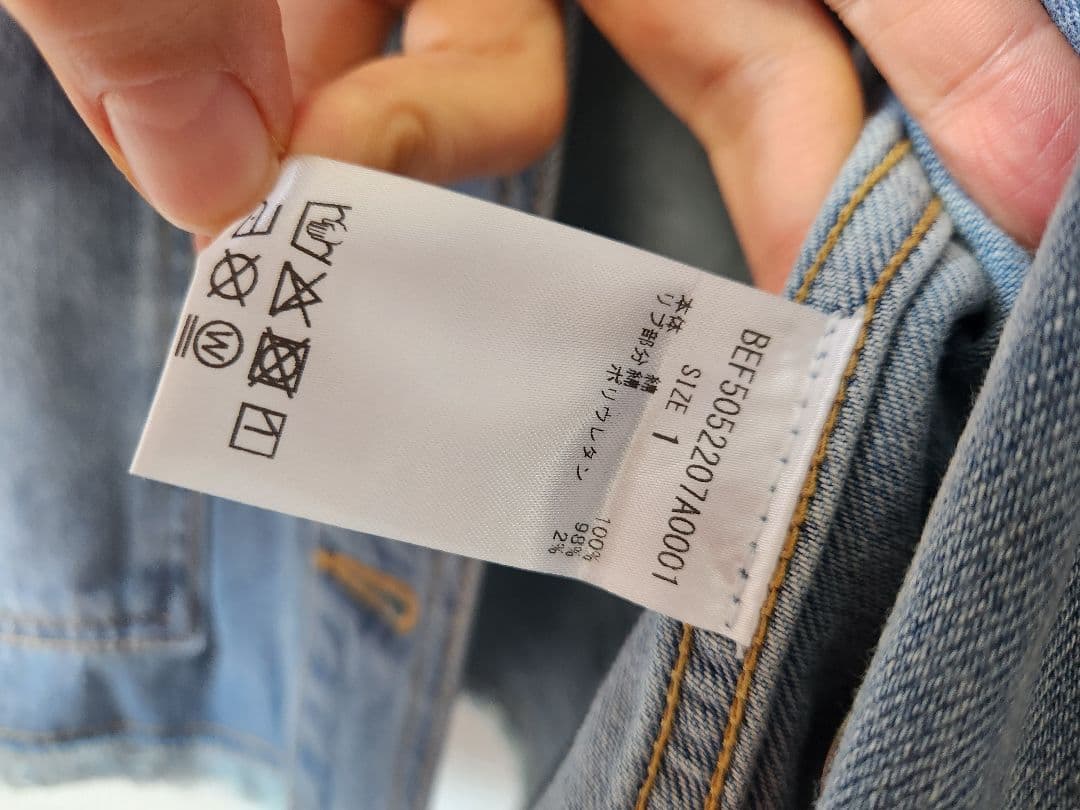 BEF505220７A0001
SIZE 1
本体 綿 100%
リブ部分 綿 98%
ポリウレタン 2%
W